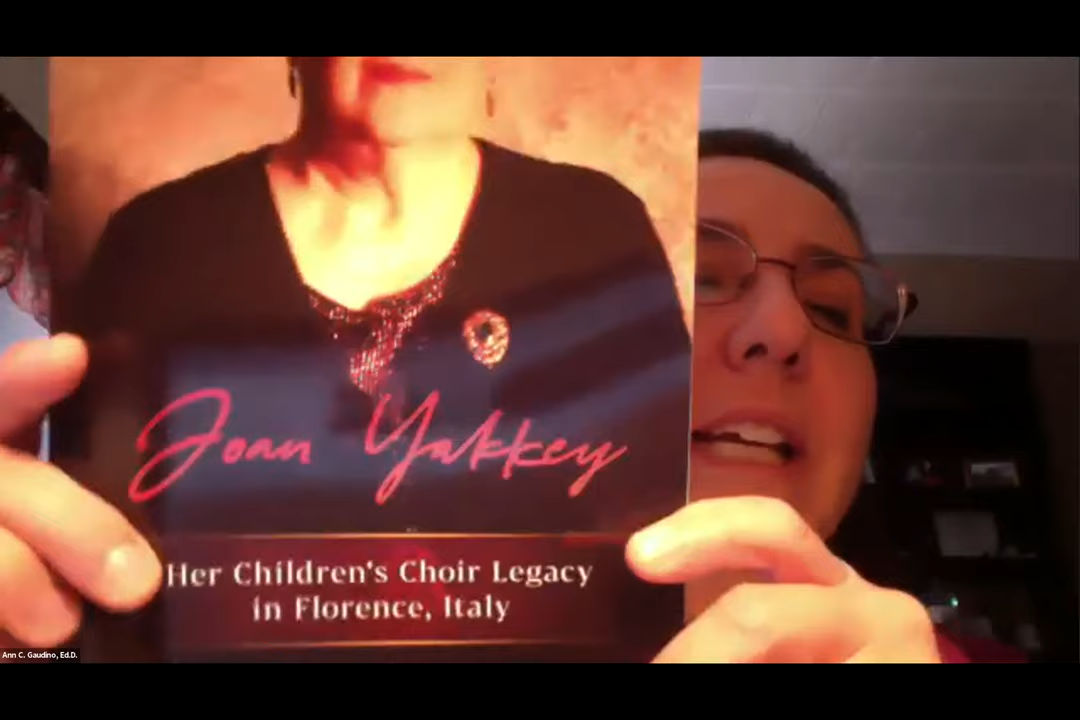 Joan Yakkey
Her Children's Choir Legacy
in Florence, Italy
Ann C. Gaudino, Ed.D.